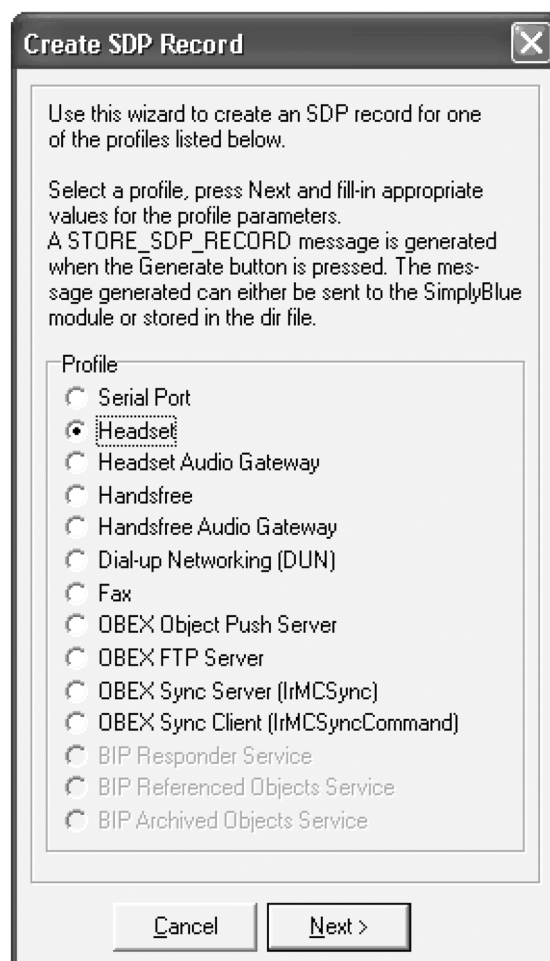 Create SDP Record
Use this wizard to create an SDP record for one
of the profiles listed below.
Select a profile, press Next and fill-in appropriate
values for the profile parameters.
A STORE_SDP_RECORD message is generated
when the Generate button is pressed. The mes-
sage generated can either be sent to the SimplyBlue
module or stored in the dir file.
Profile
Serial Port
Headset
Headset Audio Gateway
Handsfree
Handsfree Audio Gateway
Dial-up Networking (DUN)
Fax
OBEX Object Push Server
OBEX FTP Server
OBEX Sync Server (IrMCSync)
OBEX Sync Client (IrMCSyncCommand)
BIP Responder Service
BIP Referenced Objects Service
BIP Archived Objects Service
Cancel
Next >